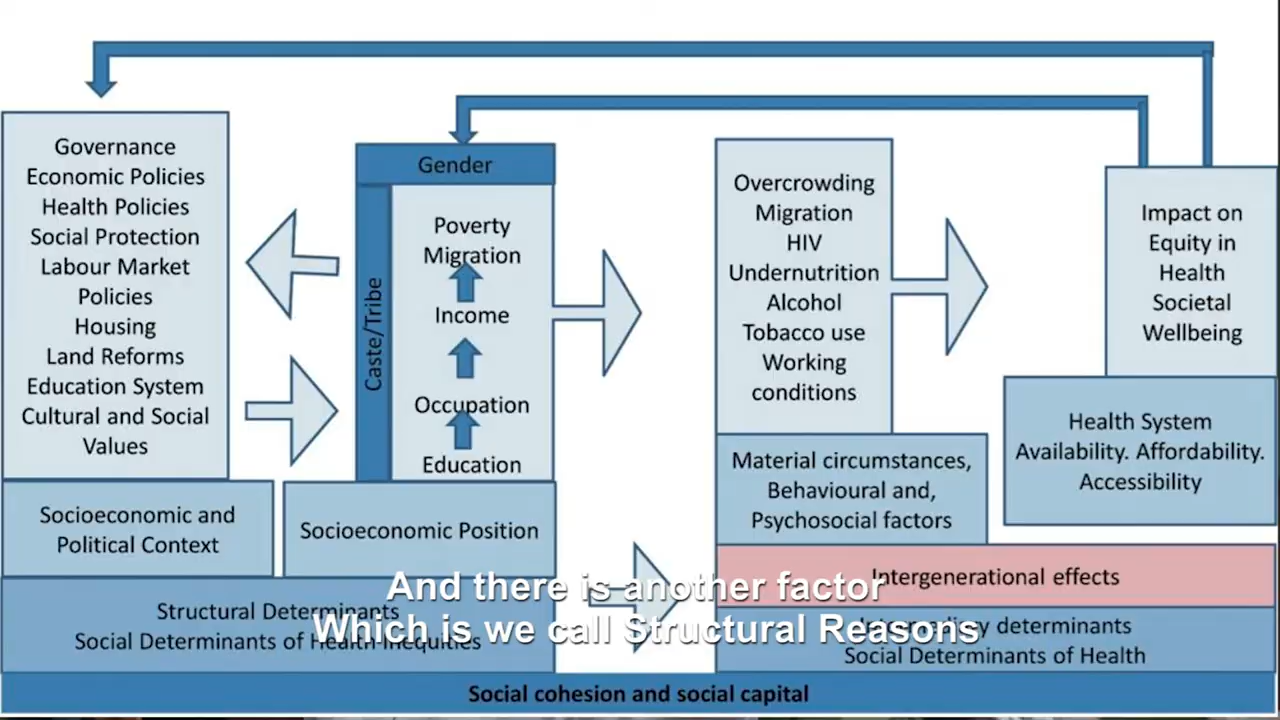 Governance
Economic Policies
Health Policies
Social Protection
Labour Market
Policies
Housing
Land Reforms
Education System
Cultural and Social
Values
Socioeconomic and
Political Context
Gender
Caste/Tribe
Poverty
Migration
Income
Occupation
Education
Socioeconomic Position
Structural Determinants
Social Determinants of Health Inequities
Overcrowding
Migration
HIV
Undernutrition
Alcohol
Tobacco use
Working
conditions
Material circumstances,
Behavioural and,
Psychosocial factors
Impact on
Equity in
Health
Societal
Wellbeing
Health System
Availability. Affordability.
Accessibility
Intergenerational effects
Intermediary determinants
Social Determinants of Health
And there is another factor
Which is we call Structural Reasons
Social cohesion and social capital